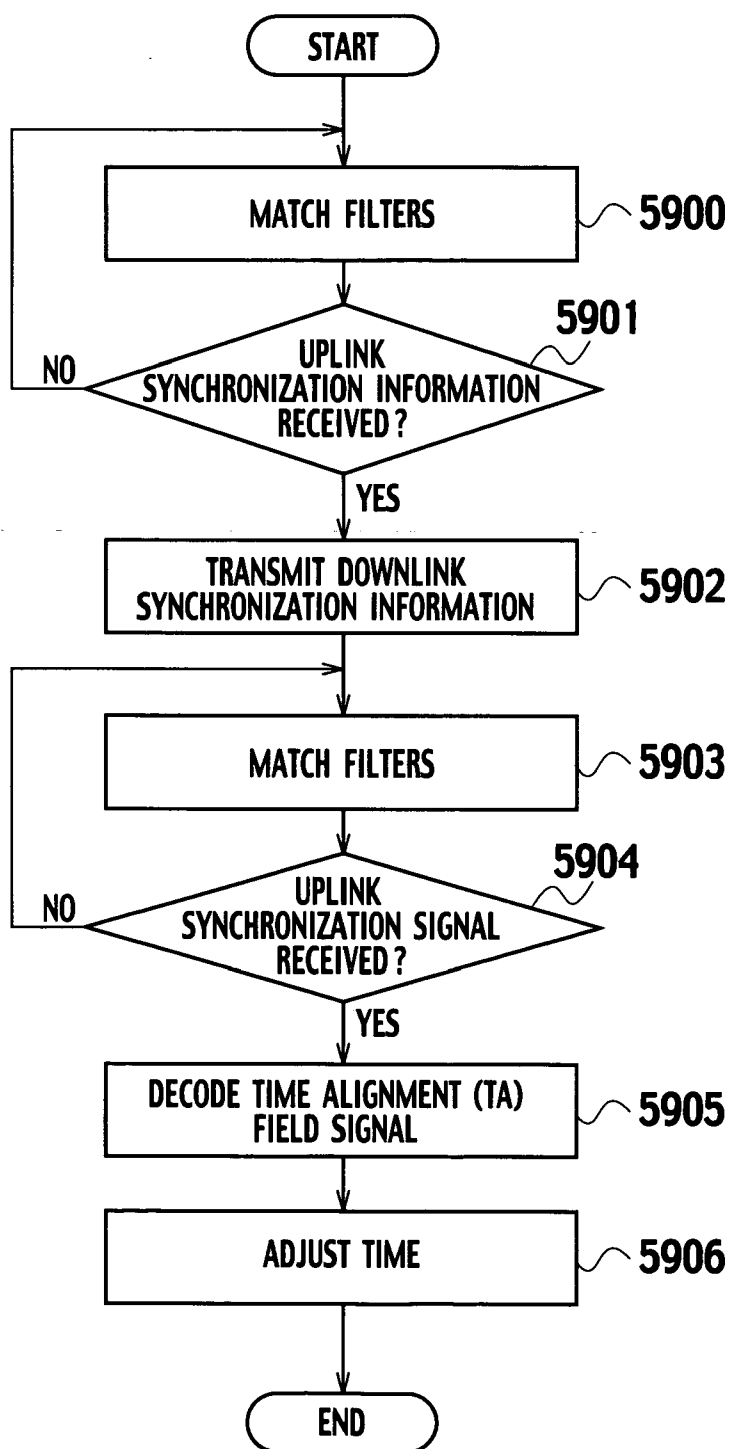 START
MATCH FILTERS
5900
5901
UPLINK
SYNCHRONIZATION INFORMATION
RECEIVED?
NO
YES
TRANSMIT DOWNLINK
SYNCHRONIZATION INFORMATION
5902
MATCH FILTERS
5903
5904
UPLINK
SYNCHRONIZATION SIGNAL
RECEIVED?
NO
YES
DECODE TIME ALIGNMENT (TA)
FIELD SIGNAL
5905
ADJUST TIME
5906
END